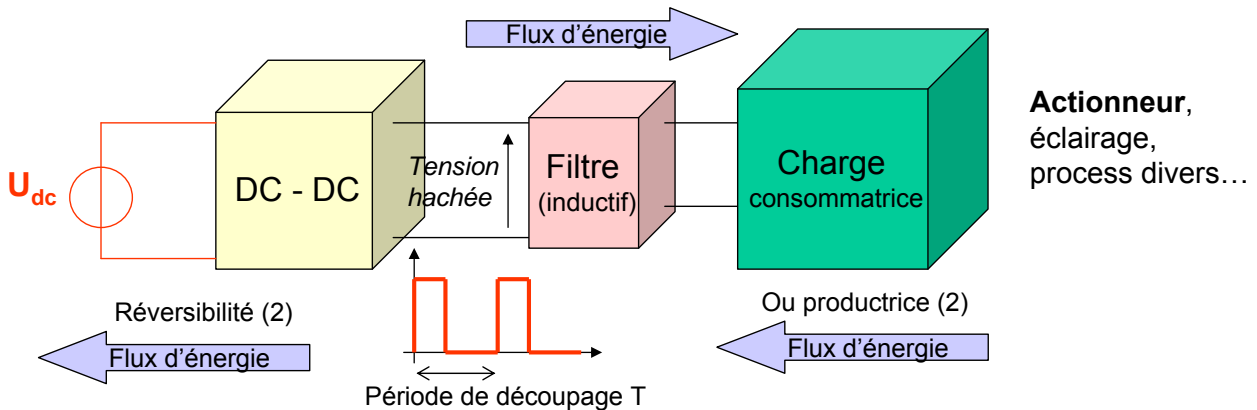 Flux d'énergie
Actionneur,
éclairage,
process divers…
U dc
DC - DC
Tension
hachée
Filtre
(inductif)
Charge
consommatrice
Réversibilité (2)
Flux d'énergie
Ou productrice (2)
Flux d'énergie
Période de découpage T